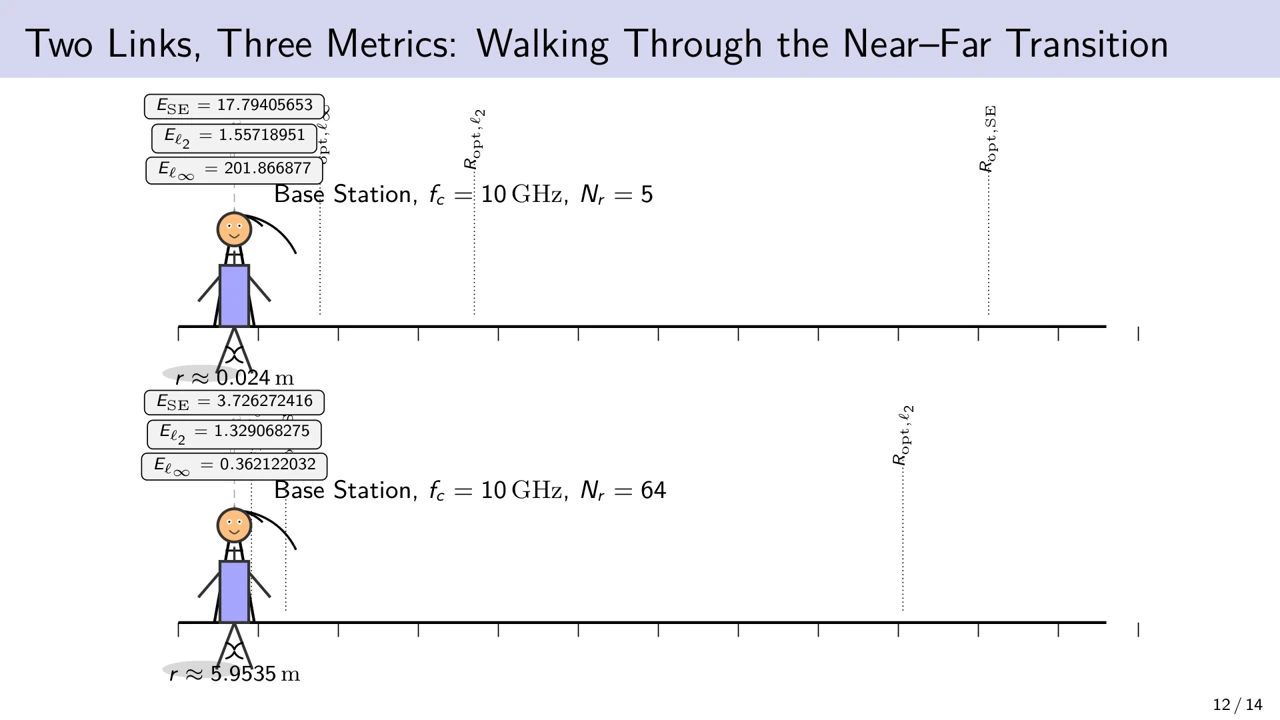 Two Links, Three Metrics: Walking Through the Near–Far Transition
E_SE = 17.79405653
E_ℓ2 = 1.55718951
E_ℓ∞ = 201.866877
opt,ℓ∞
R_opt,ℓ2
R_opt,SE
Base Station, f_c = 10 GHz, N_r = 5
r ≈ 0.024 m
E_SE = 3.726272416
E_ℓ2 = 1.329068275
E_ℓ∞ = 0.362122032
R_opt,ℓ2
Base Station, f_c = 10 GHz, N_r = 64
r ≈ 5.9535 m
12 / 14